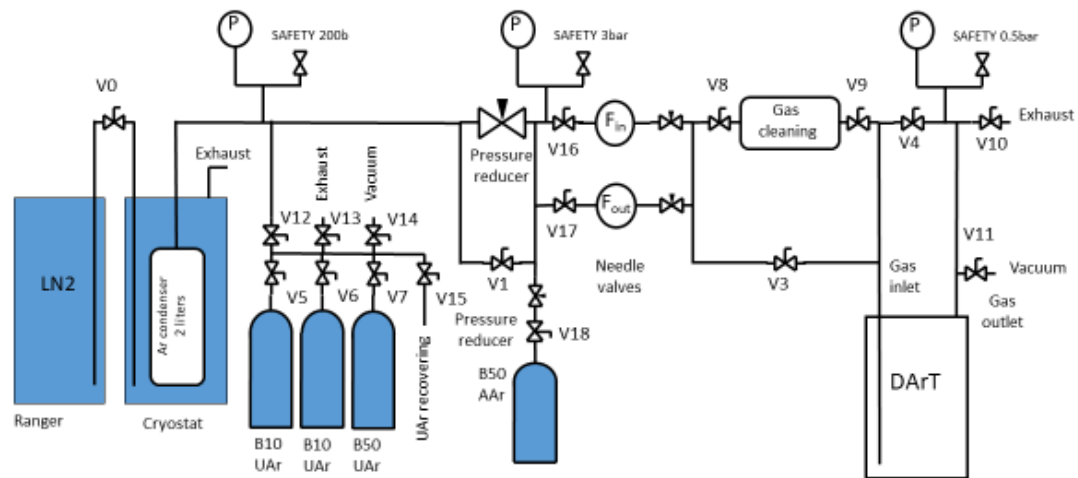 P
SAFETY 200b
P
SAFETY 3bar
P
SAFETY 0.5bar
V0
V8
V9
Exhaust
Exhaust
Vacuum
Pressure
reducer
V16
F in
Gas
cleaning
V4
V10
Exhaust
V12
V13
V14
V17
F out
V11
Vacuum
LN2
Ar condenser
2 liters
V5
V6
V7
V15
V1
Needle
valves
V3
Gas
inlet
Gas
outlet
UAr recovering
Pressure
reducer
V18
B50
AAr
DArT
Ranger
Cryostat
B10
UAr
B10
UAr
B50
UAr